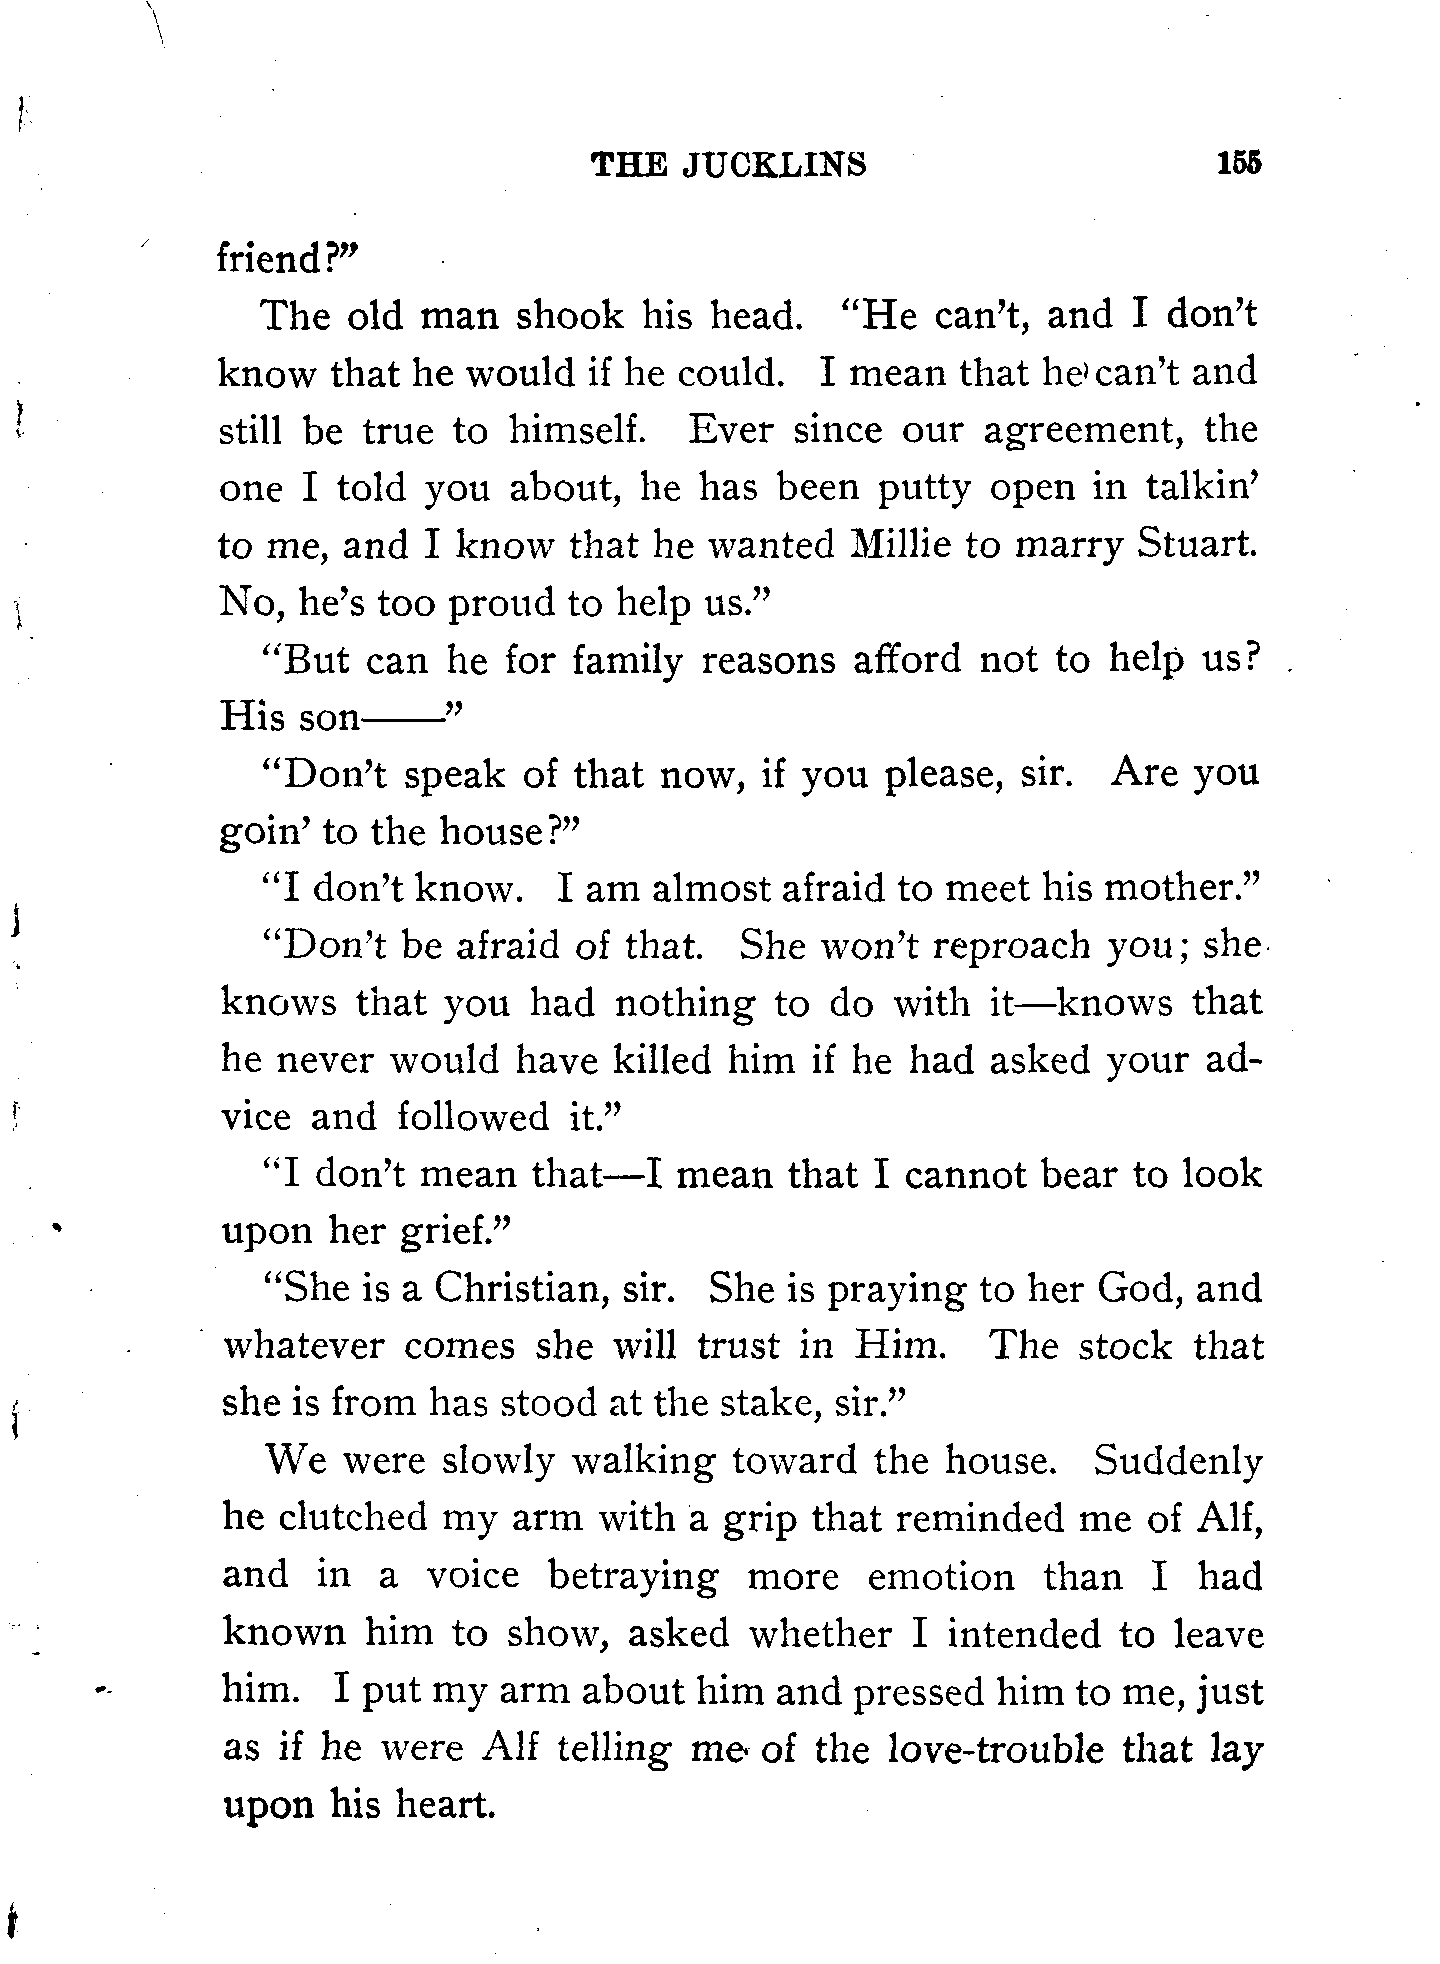 THE JUCKLINS 155
friend?”
The old man shook his head. “He can’t, and I don’t
know that he would if he could. I mean that he can’t and
still be true to himself. Ever since our agreement, the
one I told you about, he has been putty open in talkin’
to me, and I know that he wanted Millie to marry Stuart.
No, he’s too proud to help us.”
“But can he for family reasons afford not to help us?
His son——”
“Don’t speak of that now, if you please, sir. Are you
goin’ to the house?”
“I don’t know. I am almost afraid to meet his mother.”
“Don’t be afraid of that. She won’t reproach you; she
knows that you had nothing to do with it—knows that
he never would have killed him if he had asked your ad-
vice and followed it.”
“I don’t mean that—I mean that I cannot bear to look
upon her grief.”
“She is a Christian, sir. She is praying to her God, and
whatever comes she will trust in Him. The stock that
she is from has stood at the stake, sir.”
We were slowly walking toward the house. Suddenly
he clutched my arm with a grip that reminded me of Alf,
and in a voice betraying more emotion than I had
known him to show, asked whether I intended to leave
him. I put my arm about him and pressed him to me, just
as if he were Alf telling me of the love-trouble that lay
upon his heart.